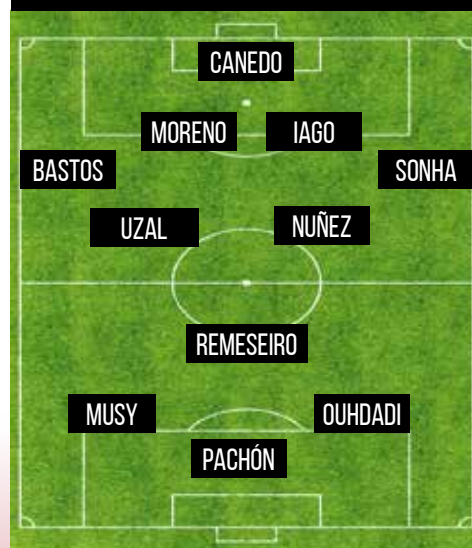 CANEDO
MORENO
IAGO
BASTOS
SONHA
UZAL
NUÑEZ
REMESEIRO
MUSY
OUHDADI
PACHÓN